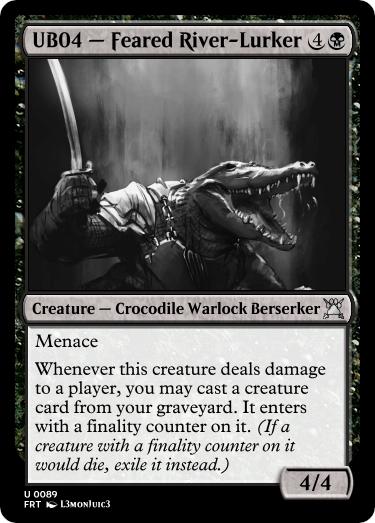 UB04 — Feared River-Lurker 4
Creature — Crocodile Warlock Berserker
Menace
Whenever this creature deals damage
to a player, you may cast a creature
card from your graveyard. It enters
with a finality counter on it. (If a
creature with a finality counter on it
would die, exile it instead.)
4/4
U 0089
FRT L3monJuic3